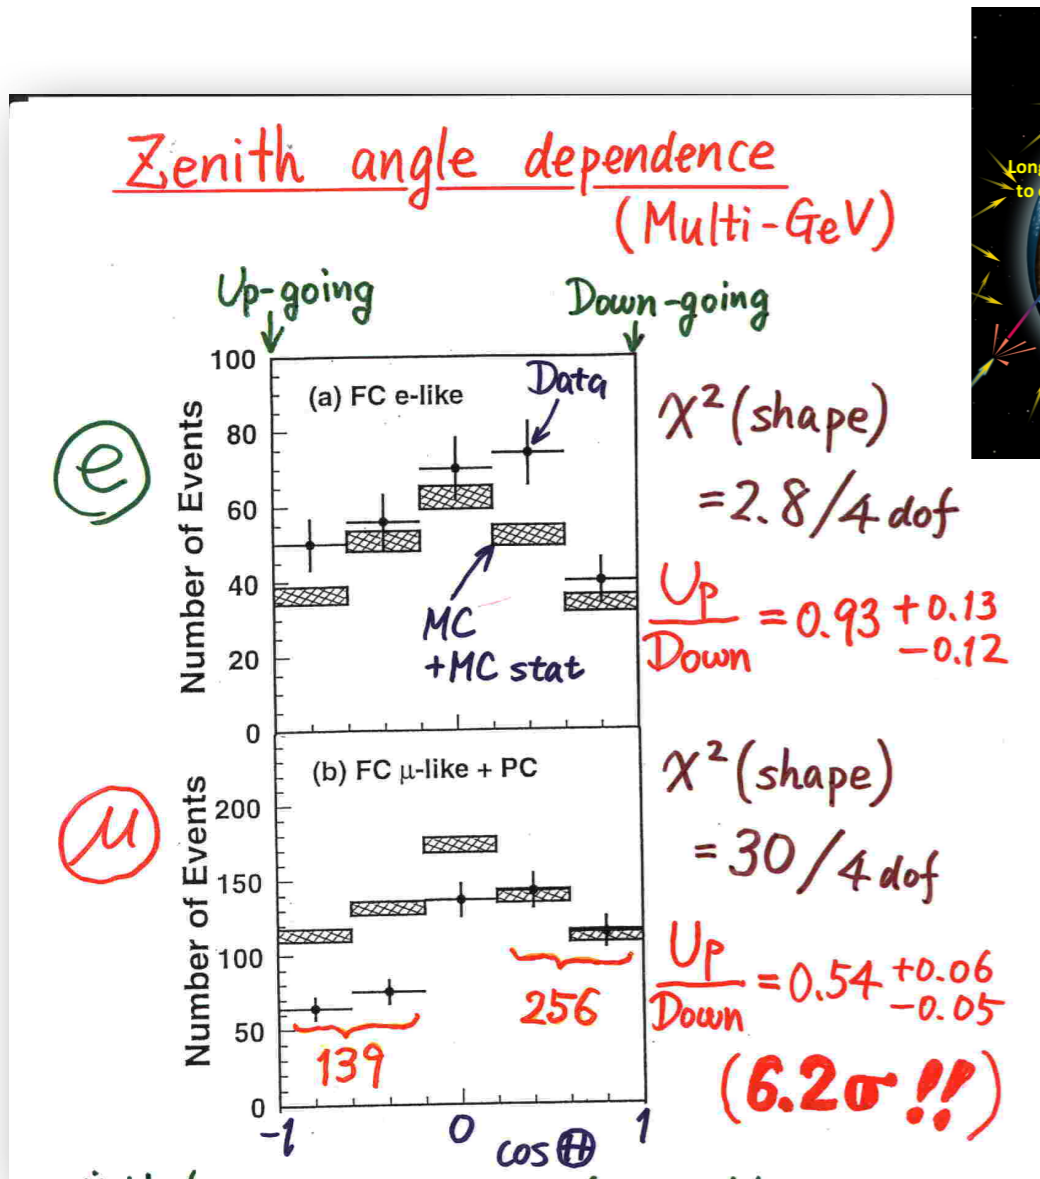 Zenith angle dependence
(Multi-GeV)
Up-going
Down-going
e
100
80
60
40
20
0
Number of Events
(a) FC e-like
Data
MC
+MC stat
χ² (shape)
= 2.8/4 dof
Up/Down = 0.93 +0.13 -0.12
μ
200
150
100
50
0
Number of Events
(b) FC μ-like + PC
139
256
χ² (shape)
= 30/4 dof
Up/Down = 0.54 +0.06 -0.05
(6.2σ!!)
-1 0 1
cos Θ
to